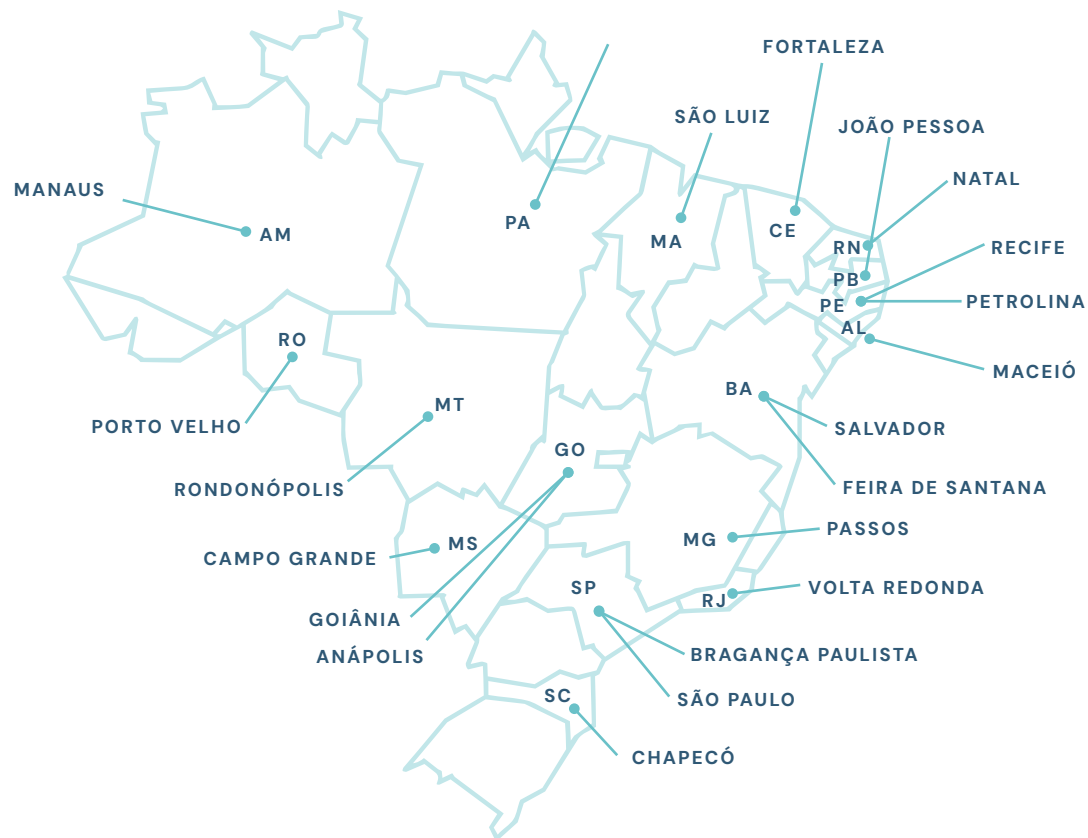 FORTALEZA
SÃO LUIZ
JOÃO PESSOA
NATAL
MANAUS
PA
AM
MA
CE
RN
RECIFE
PB
PE
PETROLINA
AL
RO
MACEIÓ
BA
MT
PORTO VELHO
SALVADOR
GO
RONDONÓPOLIS
FEIRA DE SANTANA
PASSOS
MG
MS
CAMPO GRANDE
SP
VOLTA REDONDA
RJ
GOIÂNIA
ANÁPOLIS
BRAGANÇA PAULISTA
SC
SÃO PAULO
CHAPECÓ